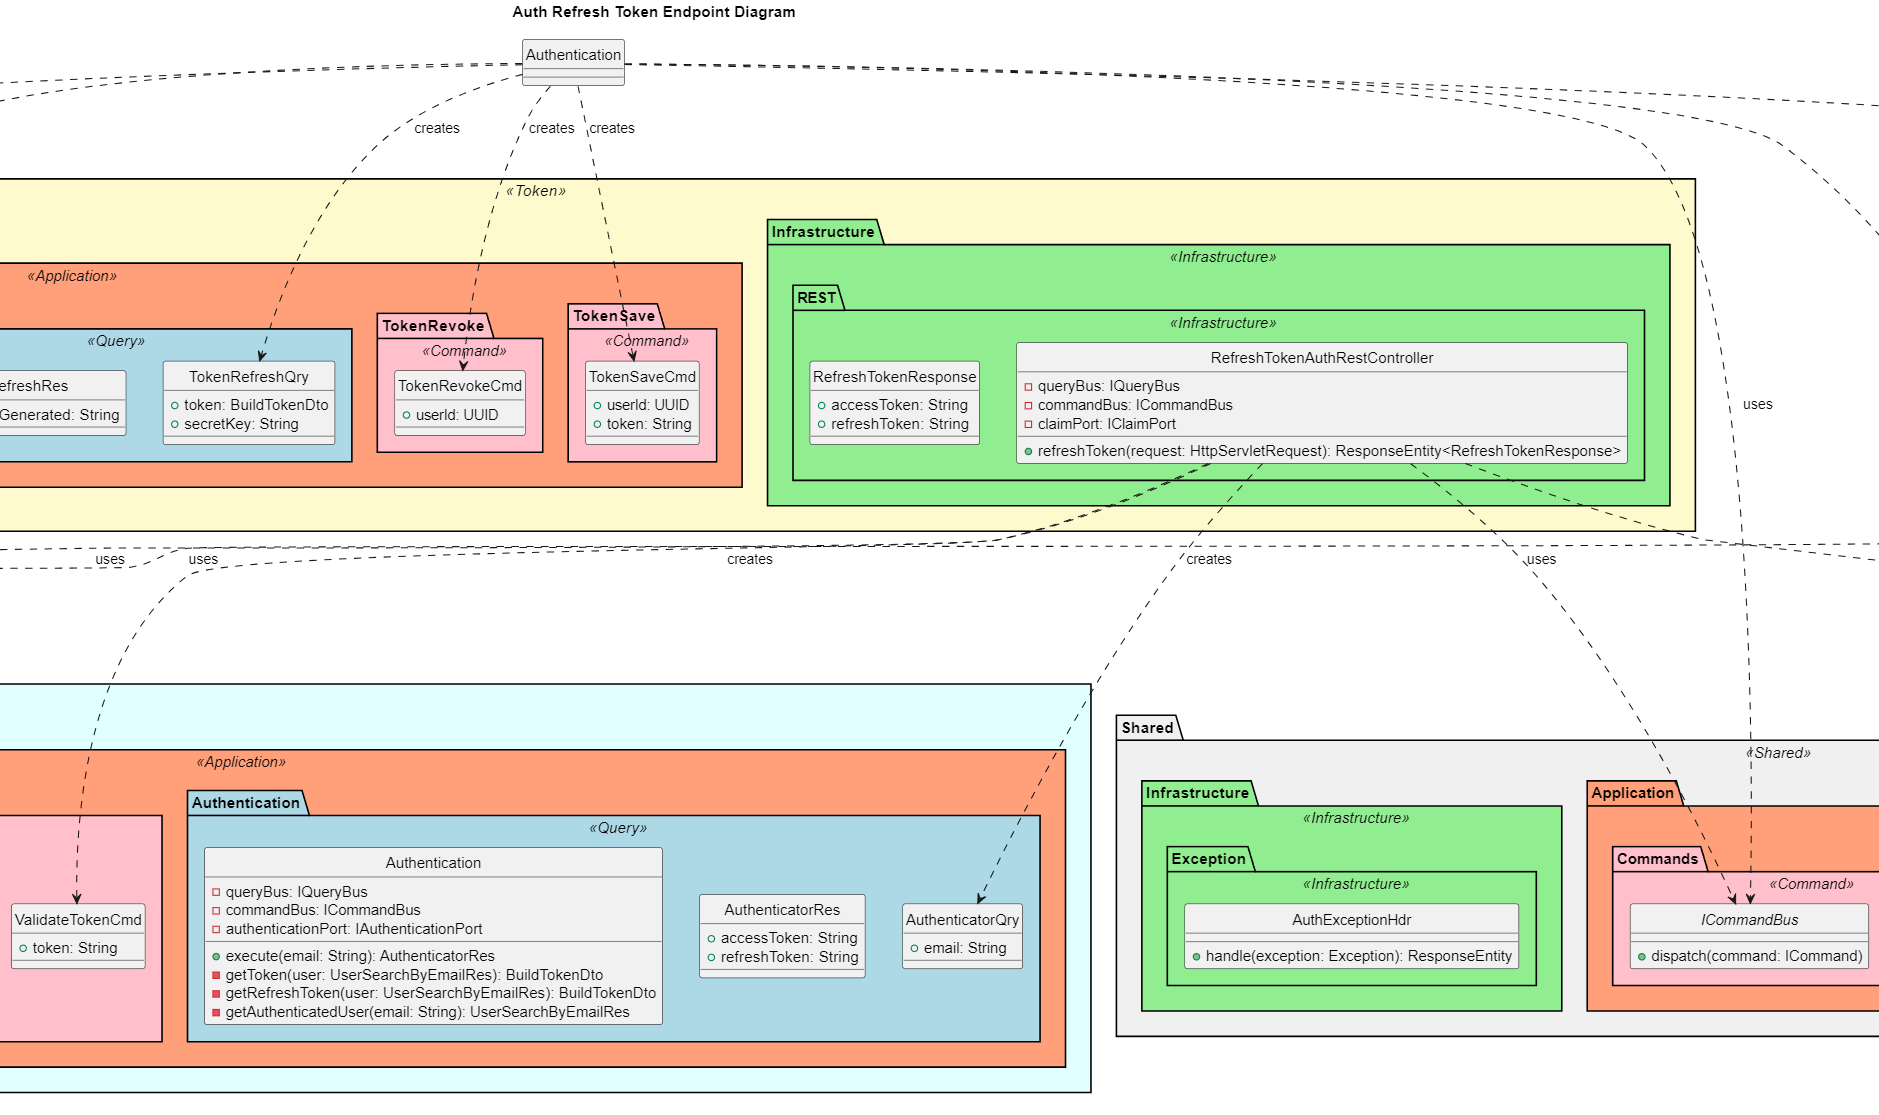 Auth Refresh Token Endpoint Diagram
Authentication
creates
creates
creates
«Token»
Infrastructure
«Infrastructure»
«Application»
REST
«Infrastructure»
TokenRevoke
TokenSave
«Query»
«Command»
«Command»
efreshRes
Generated: String
TokenRefreshQry
token: BuildTokenDto
secretKey: String
TokenRevokeCmd
userId: UUID
TokenSaveCmd
userId: UUID
token: String
RefreshTokenResponse
accessToken: String
refreshToken: String
RefreshTokenAuthRestController
queryBus: IQueryBus
commandBus: ICommandBus
claimPort: IClaimPort
refreshToken(request: HttpServletRequest): ResponseEntity<RefreshTokenResponse>
uses
uses
uses
creates
creates
uses
«Application»
Authentication
«Query»
ValidateTokenCmd
token: String
Authentication
queryBus: IQueryBus
commandBus: ICommandBus
authenticationPort: IAuthenticationPort
execute(email: String): AuthenticatorRes
getToken(user: UserSearchByEmailRes): BuildTokenDto
getRefreshToken(user: UserSearchByEmailRes): BuildTokenDto
getAuthenticatedUser(email: String): UserSearchByEmailRes
AuthenticatorRes
accessToken: String
refreshToken: String
AuthenticatorQry
email: String
Shared
«Shared»
Infrastructure
«Infrastructure»
Exception
«Infrastructure»
AuthExceptionHdr
handle(exception: Exception): ResponseEntity
Application
Commands
«Command»
ICommandBus
dispatch(command: ICommand)